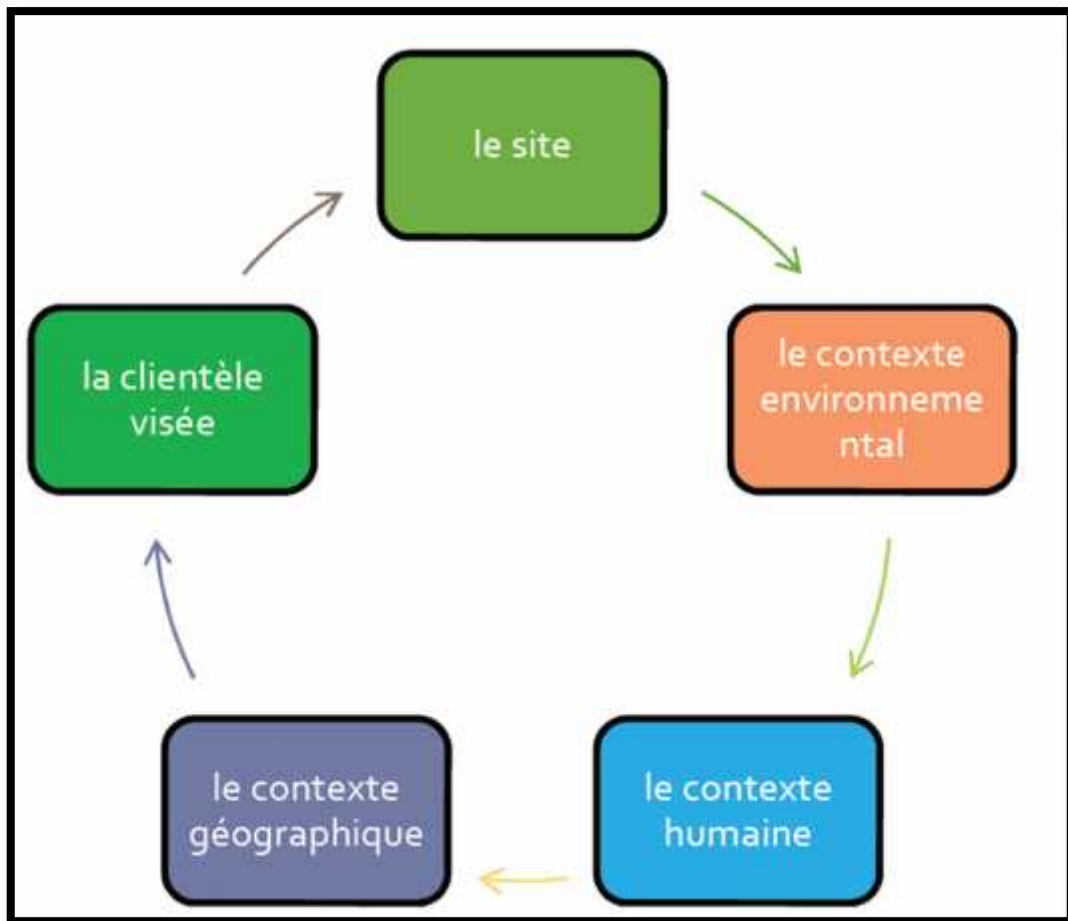 le site
le contexte
environneme
ntal
le contexte
humaine
le contexte
géographique
la clientèle
visée